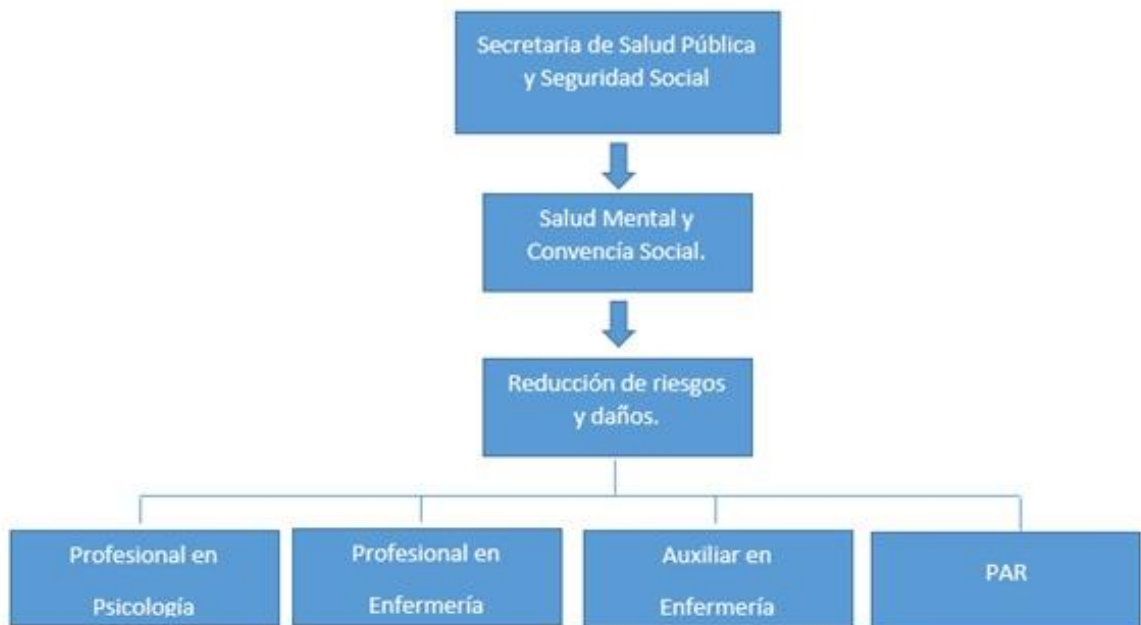 Secretaria de Salud Pública
y Seguridad Social
Salud Mental y
Convencía Social.
Reducción de riesgos
y daños.
Profesional en
Psicología
Profesional en
Enfermería
Auxiliar en
Enfermería
PAR